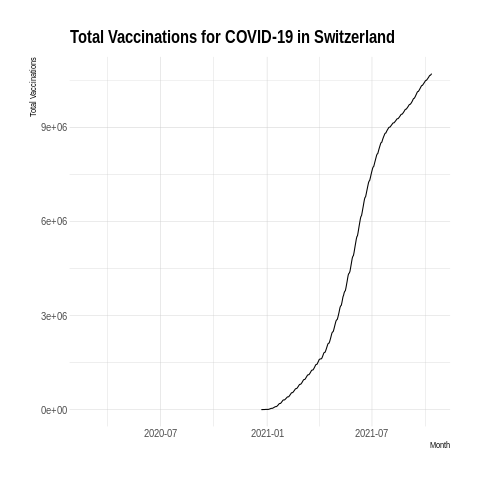 Total Vaccinations for COVID-19 in Switzerland
Total Vaccinations
9e+06
6e+06
3e+06
0e+00
2020-07
2021-01
2021-07
Month